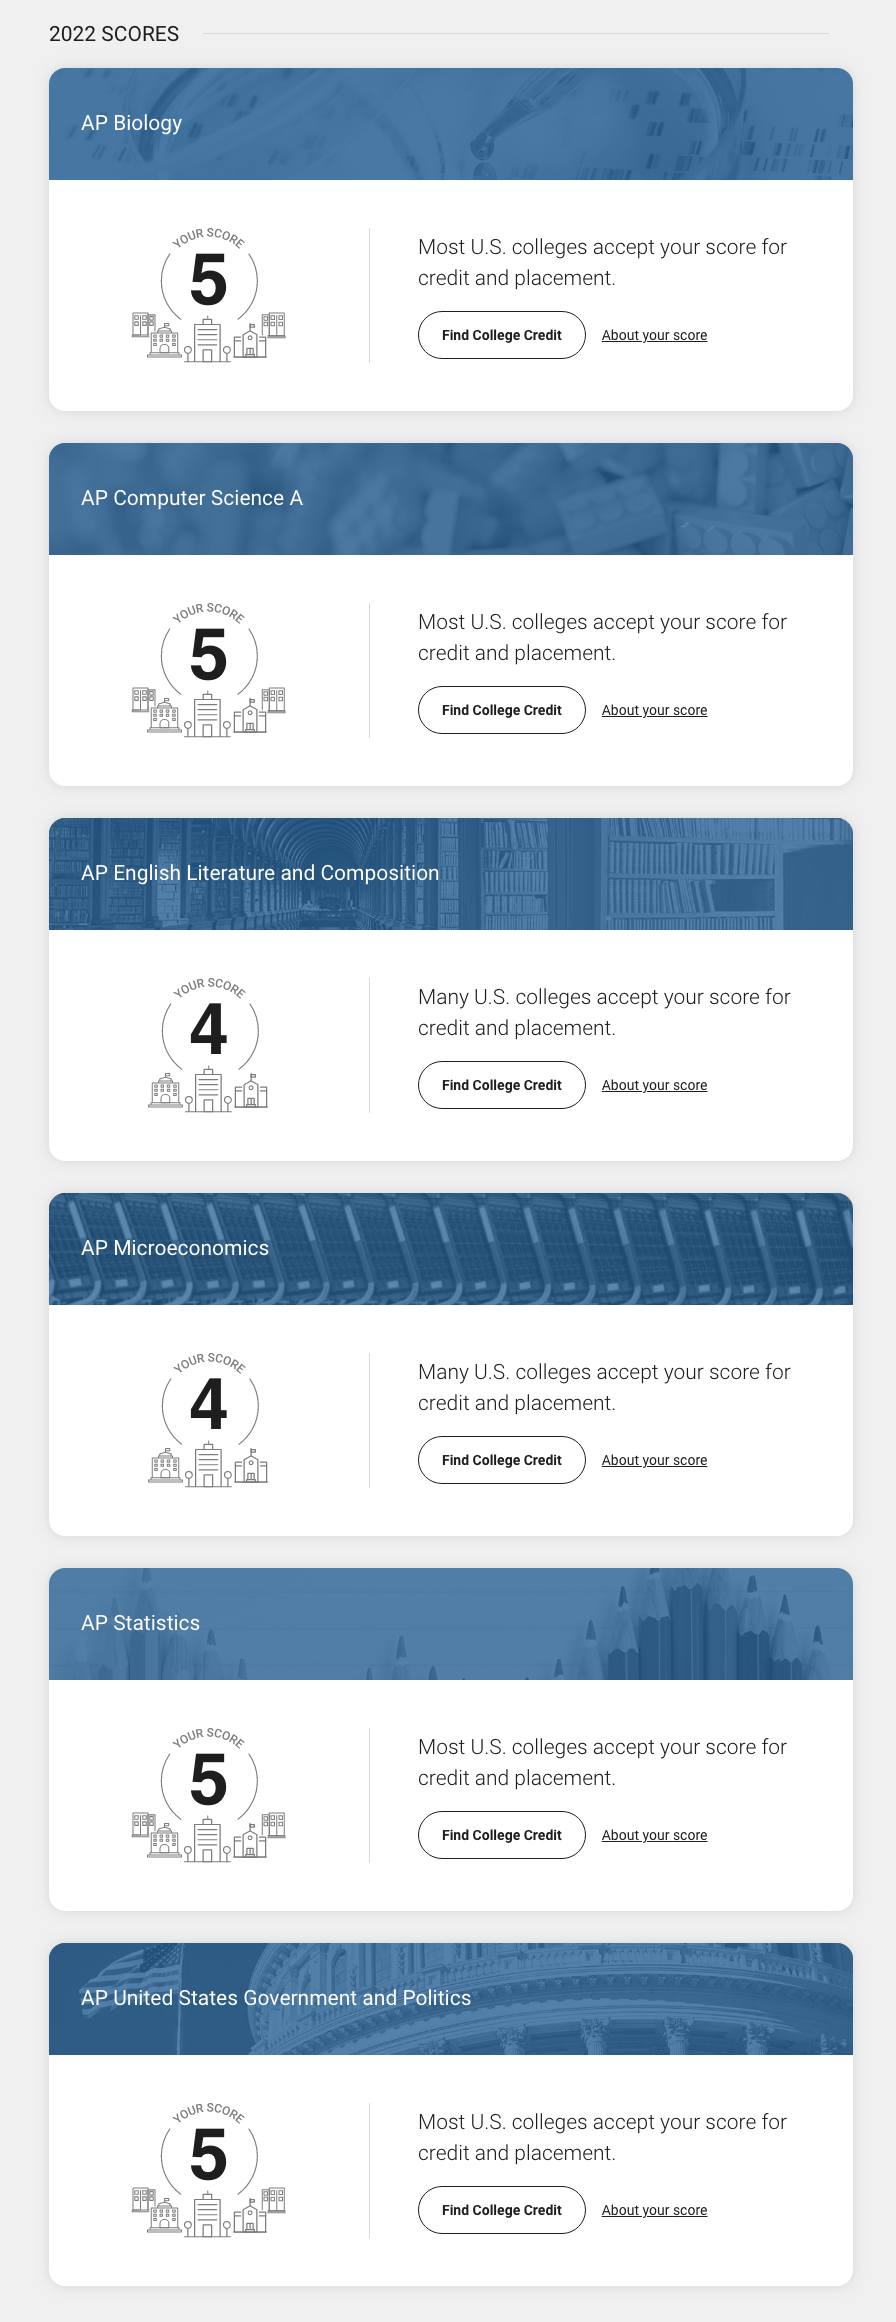 2022 SCORES
AP Biology
YOUR SCORE
5
Most U.S. colleges accept your score for
credit and placement.
Find College Credit About your score
AP Computer Science A
YOUR SCORE
5
Most U.S. colleges accept your score for
credit and placement.
Find College Credit About your score
AP English Literature and Composition
YOUR SCORE
4
Many U.S. colleges accept your score for
credit and placement.
Find College Credit About your score
AP Microeconomics
YOUR SCORE
4
Many U.S. colleges accept your score for
credit and placement.
Find College Credit About your score
AP Statistics
YOUR SCORE
5
Most U.S. colleges accept your score for
credit and placement.
Find College Credit About your score
AP United States Government and Politics
YOUR SCORE
5
Most U.S. colleges accept your score for
credit and placement.
Find College Credit About your score